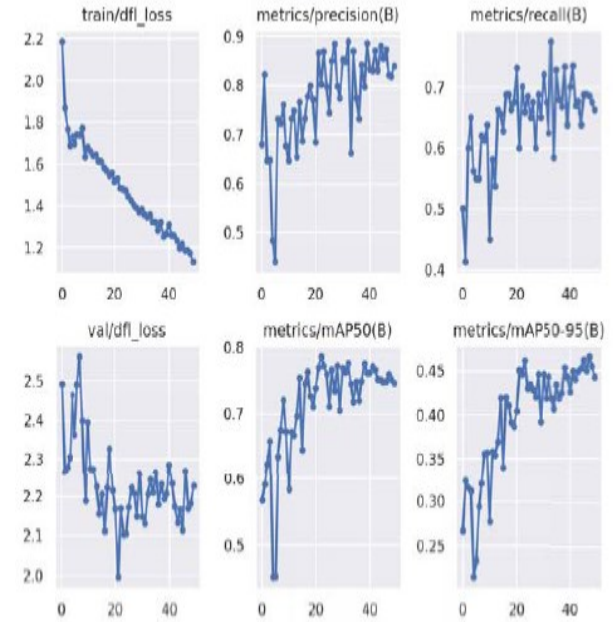 train/dfl_loss
metrics/precision(B)
metrics/recall(B)
2.2
2.0
1.8
1.6
1.4
1.2
0 20 40
0.9
0.8
0.7
0.6
0.5
0 20 40
0.7
0.6
0.5
0.4
0 20 40
val/dfl_loss
metrics/mAP50(B)
metrics/mAP50-95(B)
2.5
2.4
2.3
2.2
2.1
2.0
0 20 40
0.8
0.7
0.6
0.5
0 20 40
0.45
0.40
0.35
0.30
0.25
0 20 40